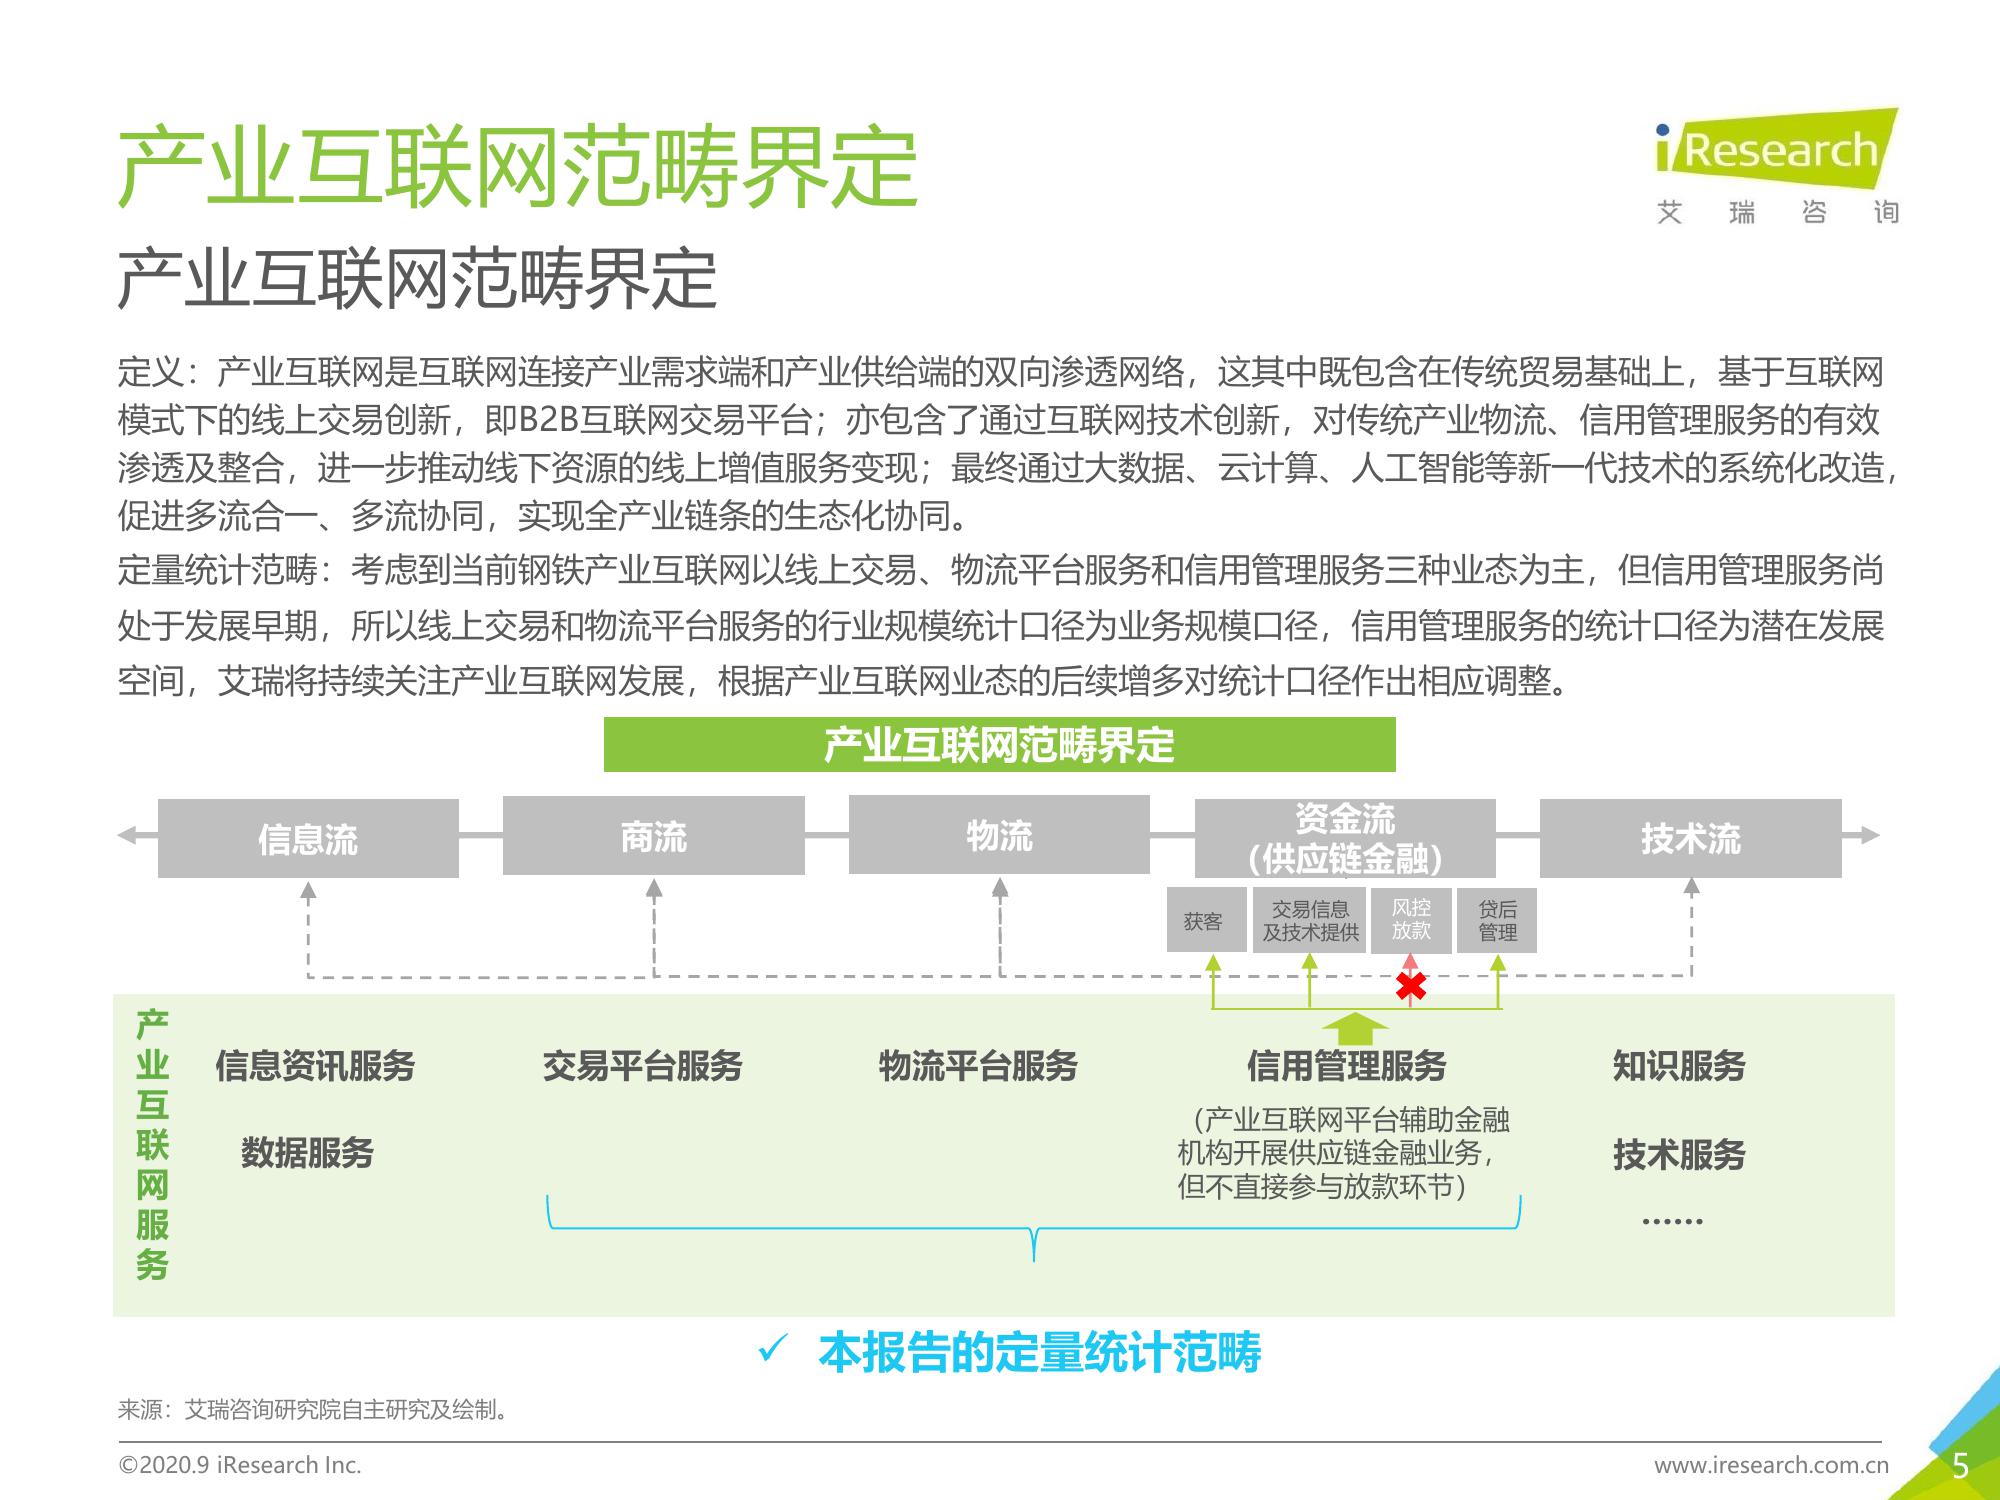 产业互联网范畴界定
iResearch
艾瑞咨询
产业互联网范畴界定
定义：产业互联网是互联网连接产业需求端和产业供给端的双向渗透网络，这其中既包含在传统贸易基础上，基于互联网
模式下的线上交易创新，即B2B互联网交易平台；亦包含了通过互联网技术创新，对传统产业物流、信用管理服务的有效
渗透及整合，进一步推动线下资源的线上增值服务变现；最终通过大数据、云计算、人工智能等新一代技术的系统化改造，
促进多流合一、多流协同，实现全产业链条的生态化协同。
定量统计范畴：考虑到当前钢铁产业互联网以线上交易、物流平台服务和信用管理服务三种业态为主，但信用管理服务尚
处于发展早期，所以线上交易和物流平台服务的行业规模统计口径为业务规模口径，信用管理服务的统计口径为潜在发展
空间，艾瑞将持续关注产业互联网发展，根据产业互联网业态的后续增多对统计口径作出相应调整。
产业互联网范畴界定
信息流
商流
物流
资金流
（供应链金融）
技术流
获客
交易信息
及技术提供
风控
放款
贷后
管理
产业互联网服务
信息资讯服务
数据服务
交易平台服务
物流平台服务
信用管理服务
（产业互联网平台辅助金融
机构开展供应链金融业务，
但不直接参与放款环节）
知识服务
技术服务
……
✓ 本报告的定量统计范畴
来源：艾瑞咨询研究院自主研究及绘制。
©2020.9 iResearch Inc.
www.iresearch.com.cn
5